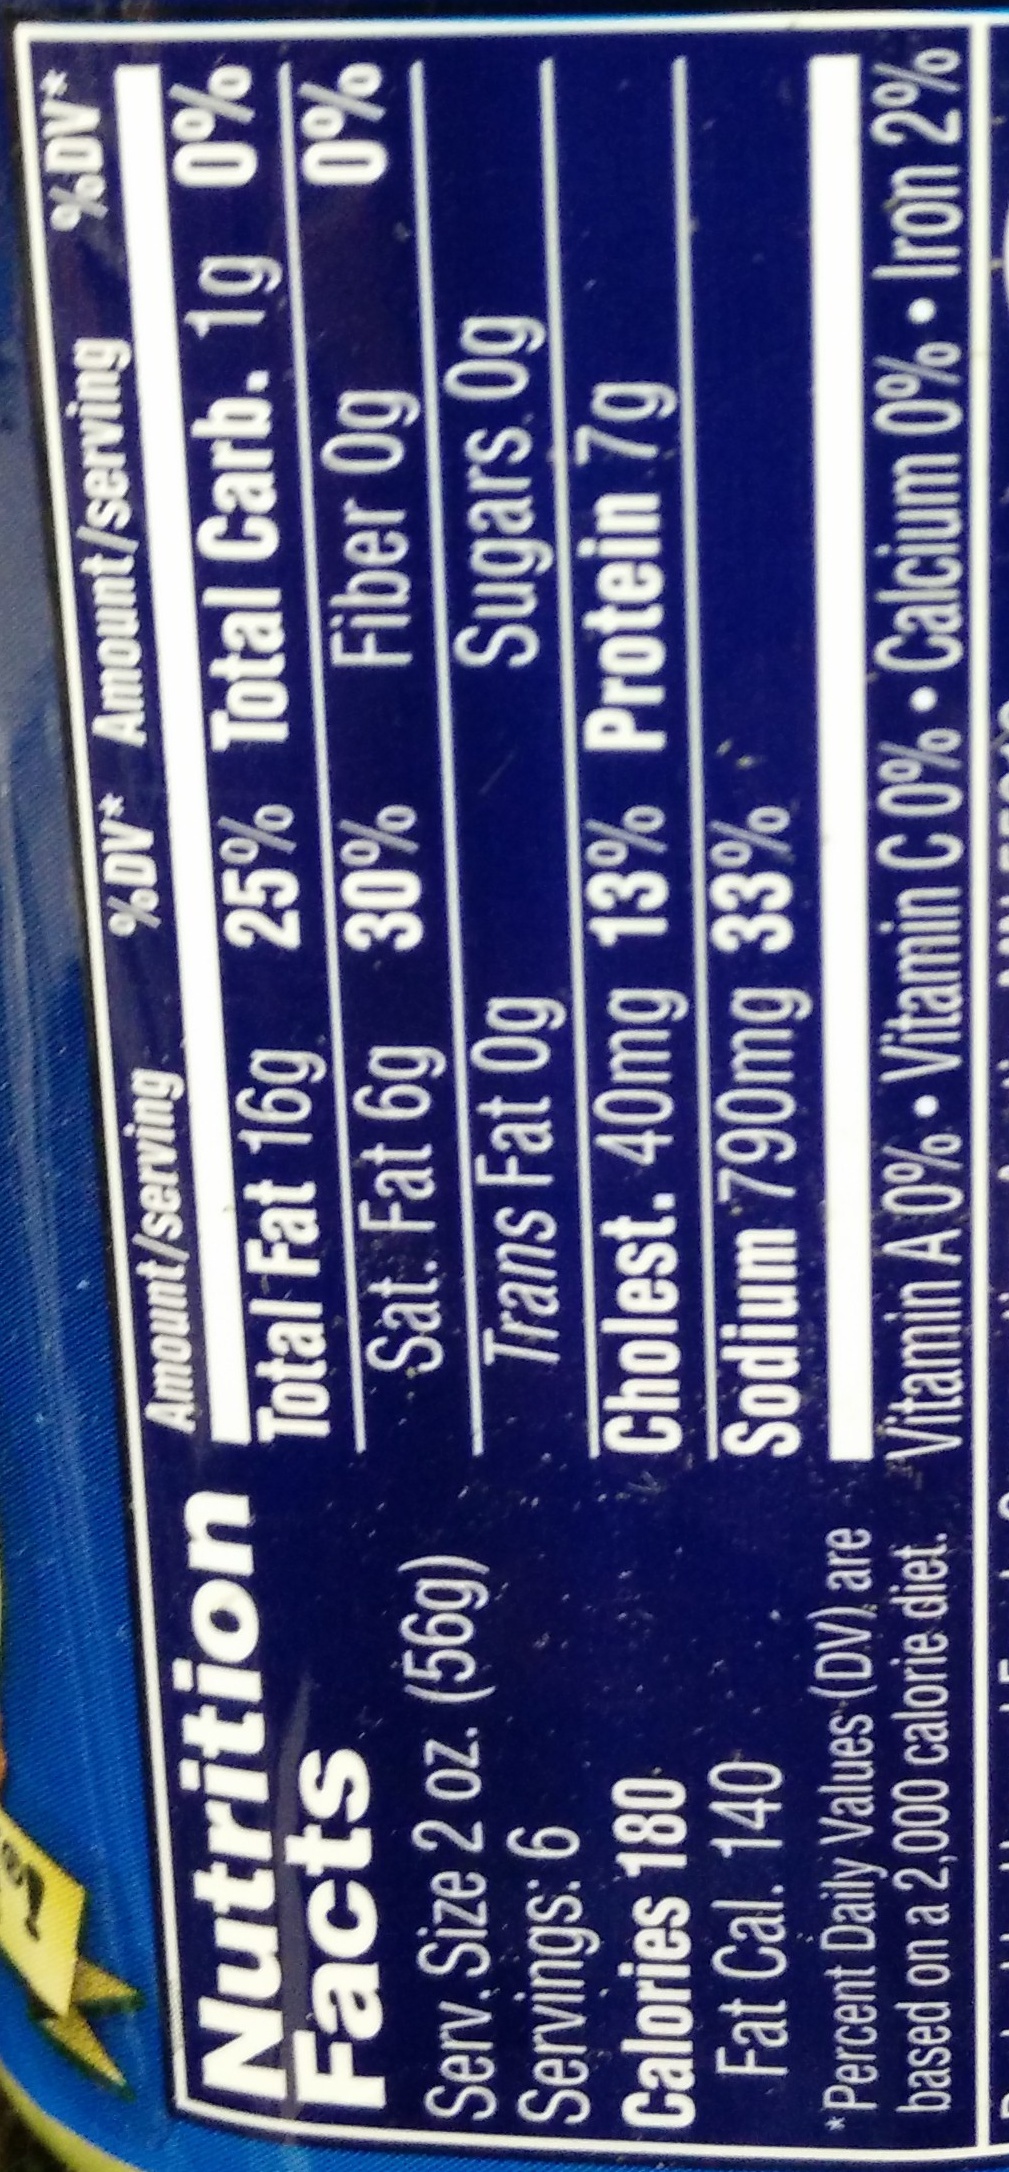 Nutrition
Facts
Serv. Size 2 oz. (56g)
Servings: 6
Calories 180
Fat Cal. 140
*Percent Daily Values (DV) are
based on a 2,000 calorie diet.
Amount/serving %DV* Amount/serving %DV*
Total Fat 16g 25% Total Carb. 1g 0%
Sat. Fat 6g 30% Fiber 0g 0%
Trans Fat 0g Sugars 0g
Cholest. 40mg 13% Protein 7g
Sodium 790mg 33%
Vitamin A 0% • Vitamin C 0% • Calcium 0% • Iron 2%